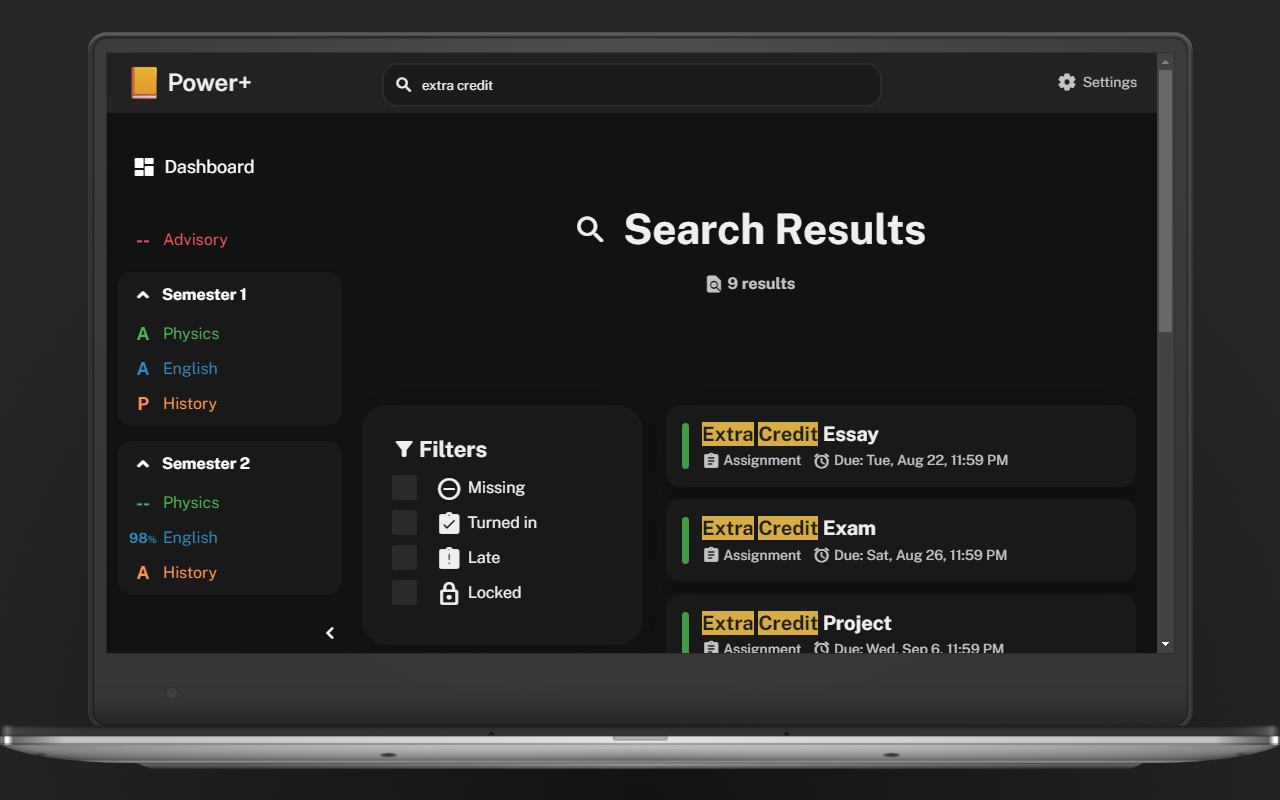 Power+
extra credit
Settings
Dashboard
-- Advisory
Semester 1
A Physics
A English
P History
Semester 2
-- Physics
98% English
A History
Search Results
9 results
Filters
Missing
Turned in
Late
Locked
Extra Credit Essay
Assignment Due: Tue, Aug 22, 11:59 PM
Extra Credit Exam
Assignment Due: Sat, Aug 26, 11:59 PM
Extra Credit Project
Assignment Due: Wed, Sep 6, 11:59 PM